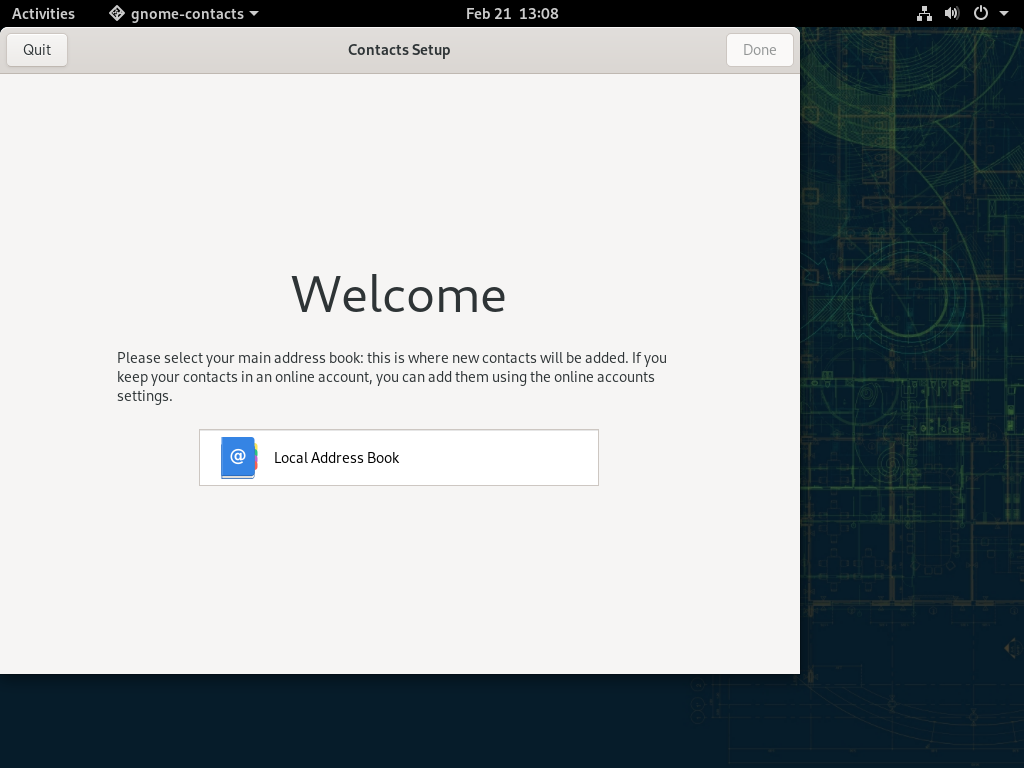 Activities
gnome-contacts
Feb 21 13:08
Quit
Contacts Setup
Done
Welcome
Please select your main address book: this is where new contacts will be added. If you
keep your contacts in an online account, you can add them using the online accounts
settings.
@
Local Address Book